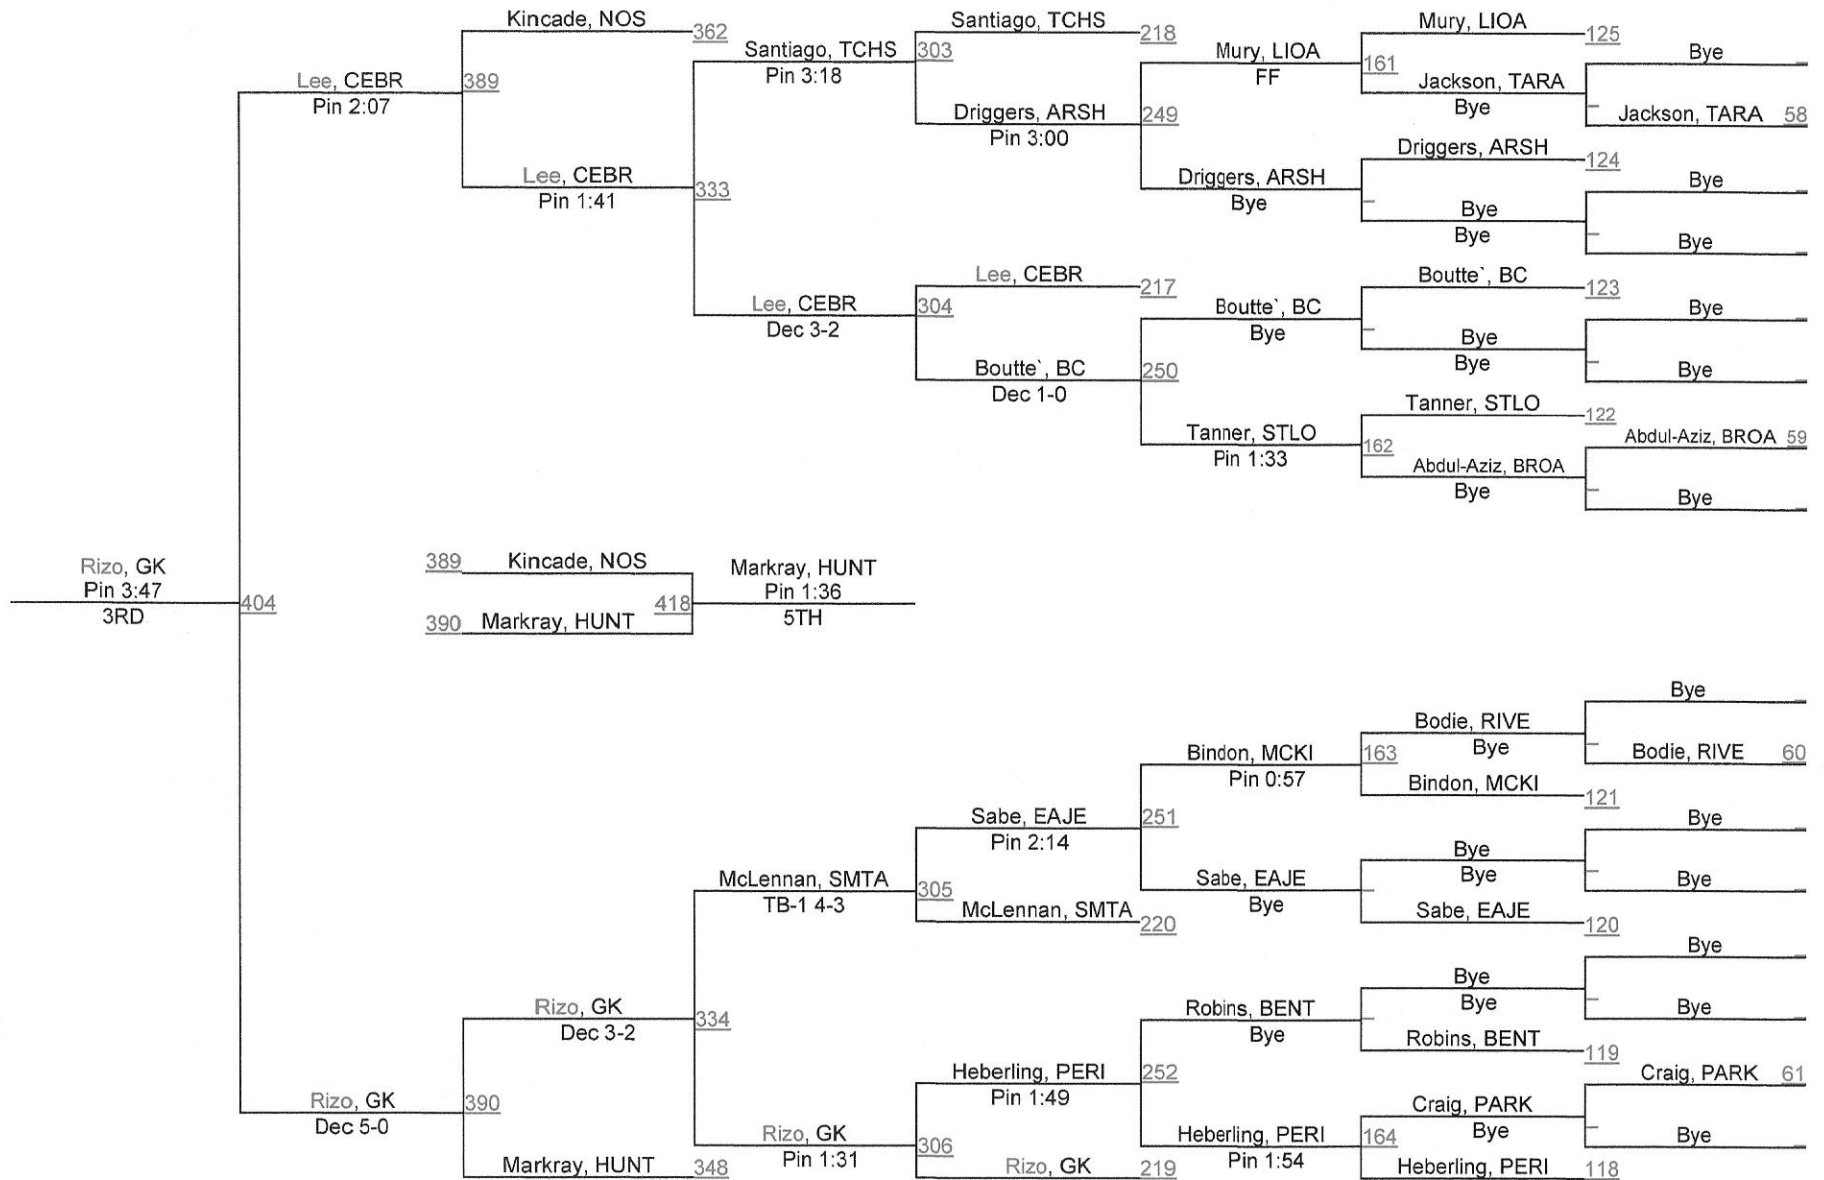 Kincade, NOS
362
Lee, CEBR
Pin 2:07
389
Lee, CEBR
Pin 1:41
333
Santiago, TCHS
Pin 3:18
303
Santiago, TCHS
218
Driggers, ARSH
Pin 3:00
249
Mury, LIOA
FF
161
Mury, LIOA
125
Jackson, TARA
Bye
Bye
Jackson, TARA 58
Driggers, ARSH
Bye
Driggers, ARSH
124
Bye
Bye
Bye
Bye
Lee, CEBR
Dec 3-2
304
Lee, CEBR
217
Boutte`, BC
Dec 1-0
250
Boutte`, BC
Bye
Boutte`, BC
123
Bye
Bye
Bye
Bye
Tanner, STLO
Pin 1:33
162
Tanner, STLO
122
Abdul-Aziz, BROA
Bye
Abdul-Aziz, BROA 59
Bye
Rizo, GK
Pin 3:47
3RD
404
389 Kincade, NOS
390 Markray, HUNT
418
Markray, HUNT
Pin 1:36
5TH
Rizo, GK
Dec 5-0
390
Rizo, GK
Dec 3-2
334
Markray, HUNT
348
McLennan, SMTA
TB-1 4-3
305
Sabe, EAJE
Pin 2:14
251
McLennan, SMTA
220
Bindon, MCKI
Pin 0:57
163
Bodie, RIVE
Bye
Bye
Bodie, RIVE 60
Bindon, MCKI
121
Sabe, EAJE
Bye
Bye
Bye
Bye
Bye
Sabe, EAJE
120
Rizo, GK
Pin 1:31
306
Heberling, PERI
Pin 1:49
252
Rizo, GK
219
Robins, BENT
Bye
Bye
Bye
Bye
Bye
Robins, BENT
119
Heberling, PERI
Pin 1:54
164
Craig, PARK
Bye
Craig, PARK 61
Bye
Heberling, PERI
118